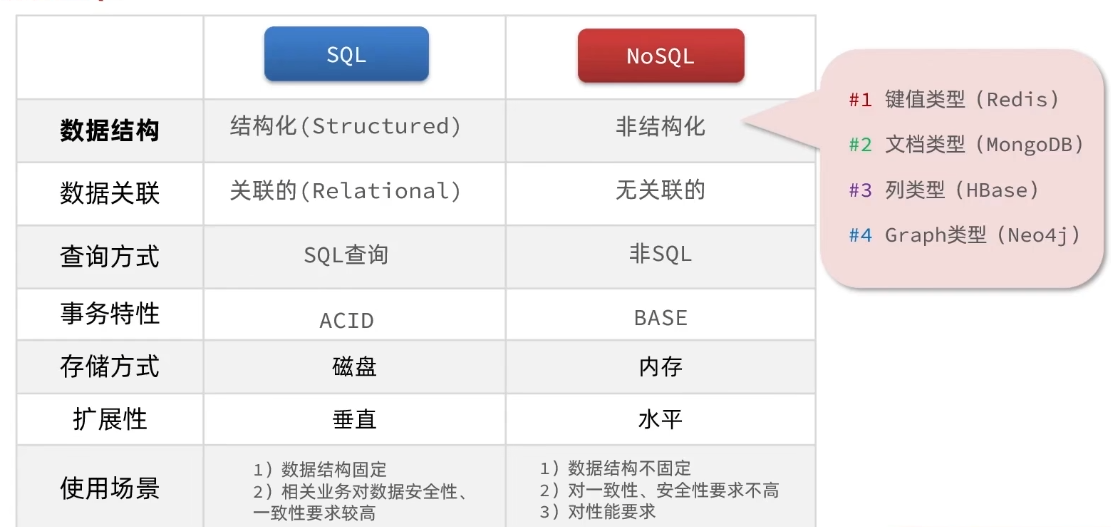 SQL
NoSQL
数据结构
结构化(Structured)
非结构化
#1 键值类型（Redis）
#2 文档类型（MongoDB）
#3 列类型（HBase）
#4 Graph类型（Neo4j）
数据关联
关联的(Relational)
无关联的
查询方式
SQL查询
非SQL
事务特性
ACID
BASE
存储方式
磁盘
内存
扩展性
垂直
水平
使用场景
1）数据结构固定
2）相关业务对数据安全性、
一致性要求较高
1）数据结构不固定
2）对一致性、安全性要求不高
3）对性能要求